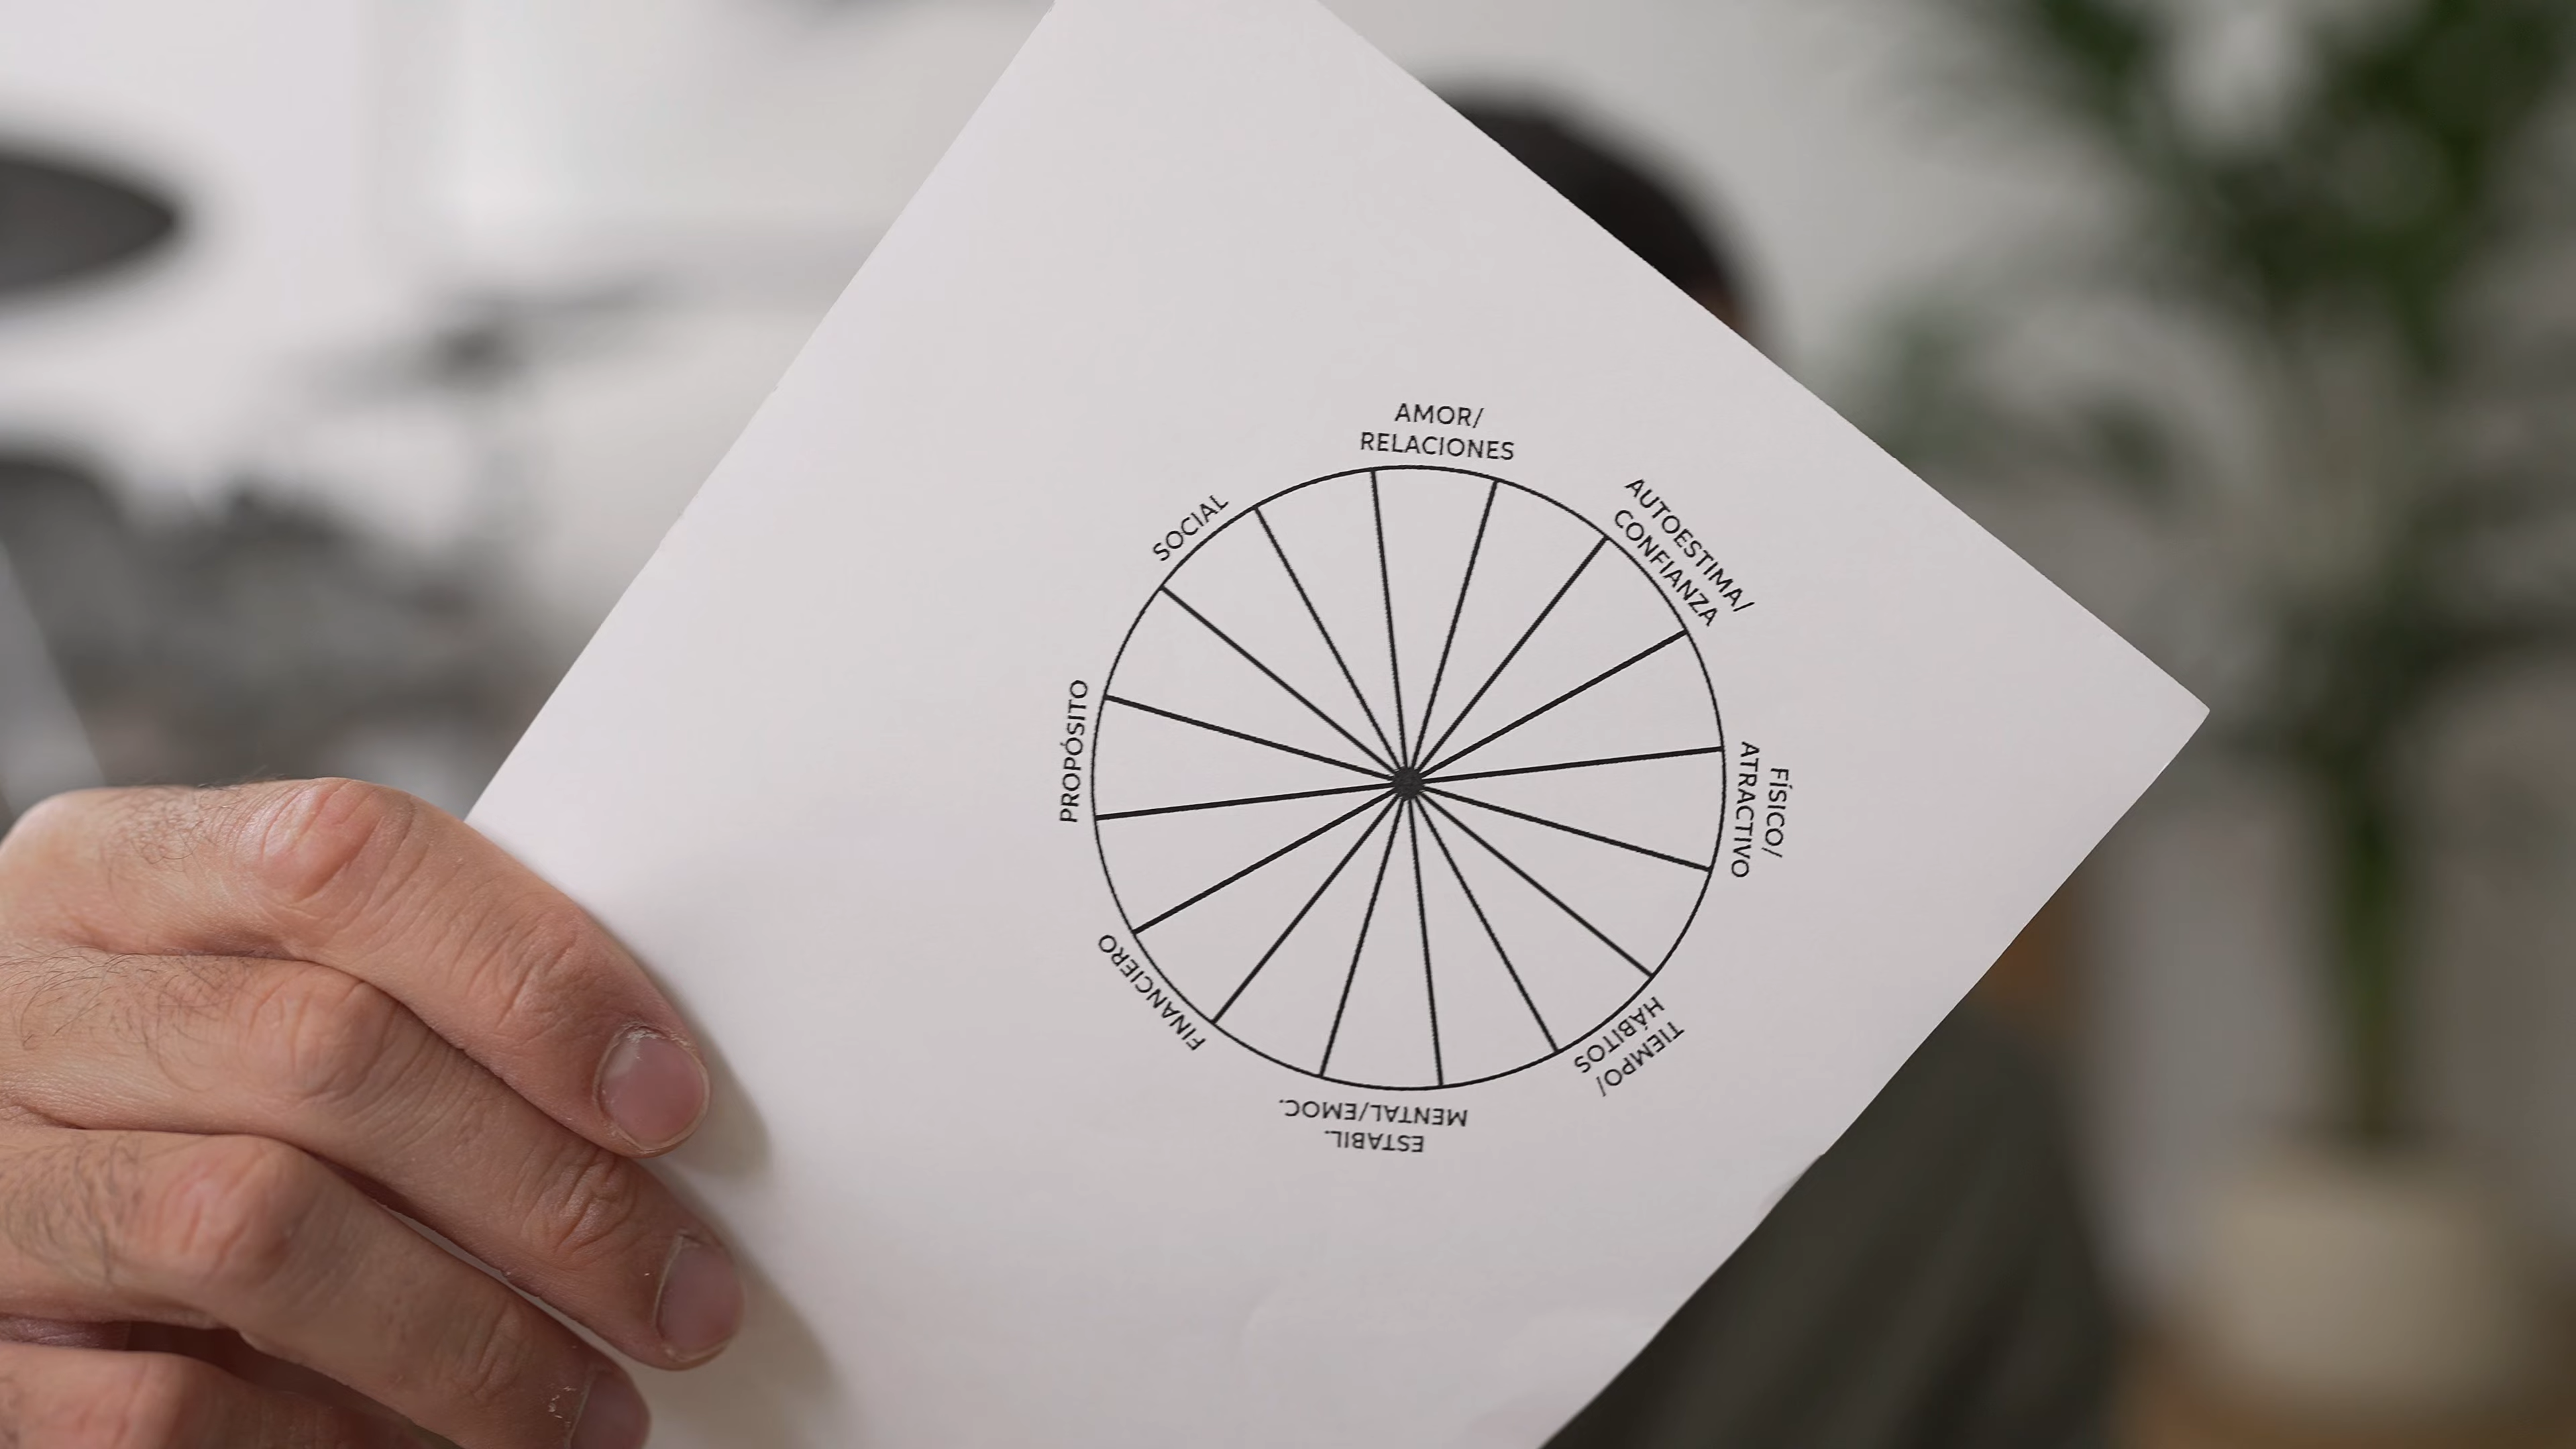 AMOR/
RELACIONES
AUTOESTIMA/
CONFIANZA
FÍSICO/
ATRACTIVO
TIEMPO/
HÁBITOS
ESTABIL.
MENTAL/EMOC.
FINANCIERO
PROPÓSITO
SOCIAL